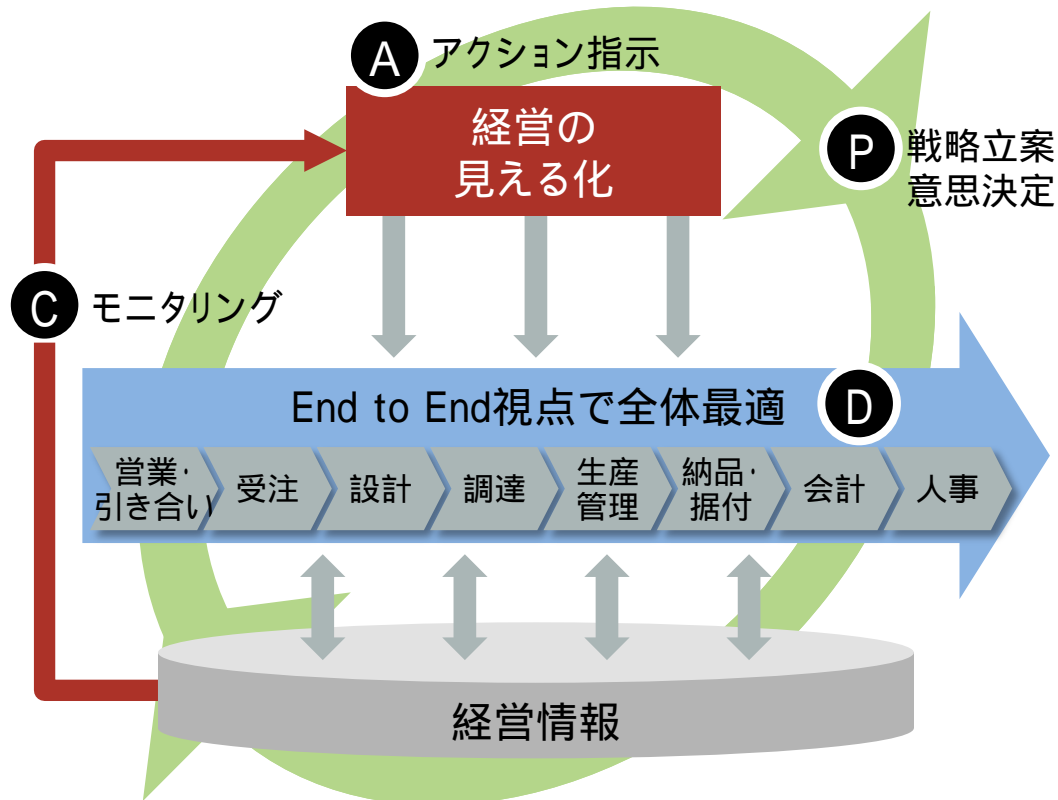 A アクション指示
経営の
見える化
P 戦略立案
意思決定
C モニタリング
End to End視点で全体最適 D
営業・
引き合い
受注
設計
調達
生産
管理
納品・
据付
会計
人事
経営情報